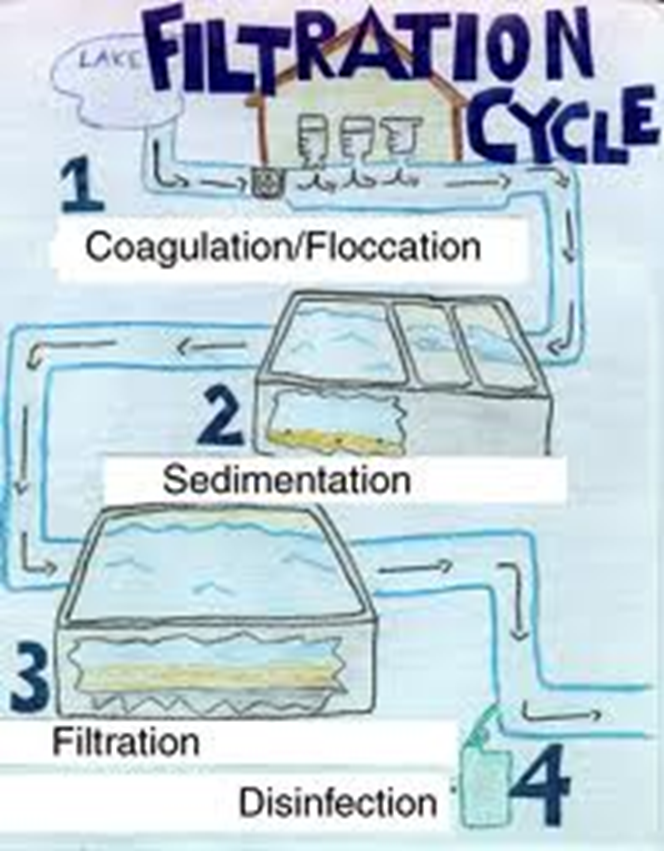 LAKE
FILTRATION
CYCLE
1
Coagulation/Floccation
2
Sedimentation
3
Filtration
Disinfection
4